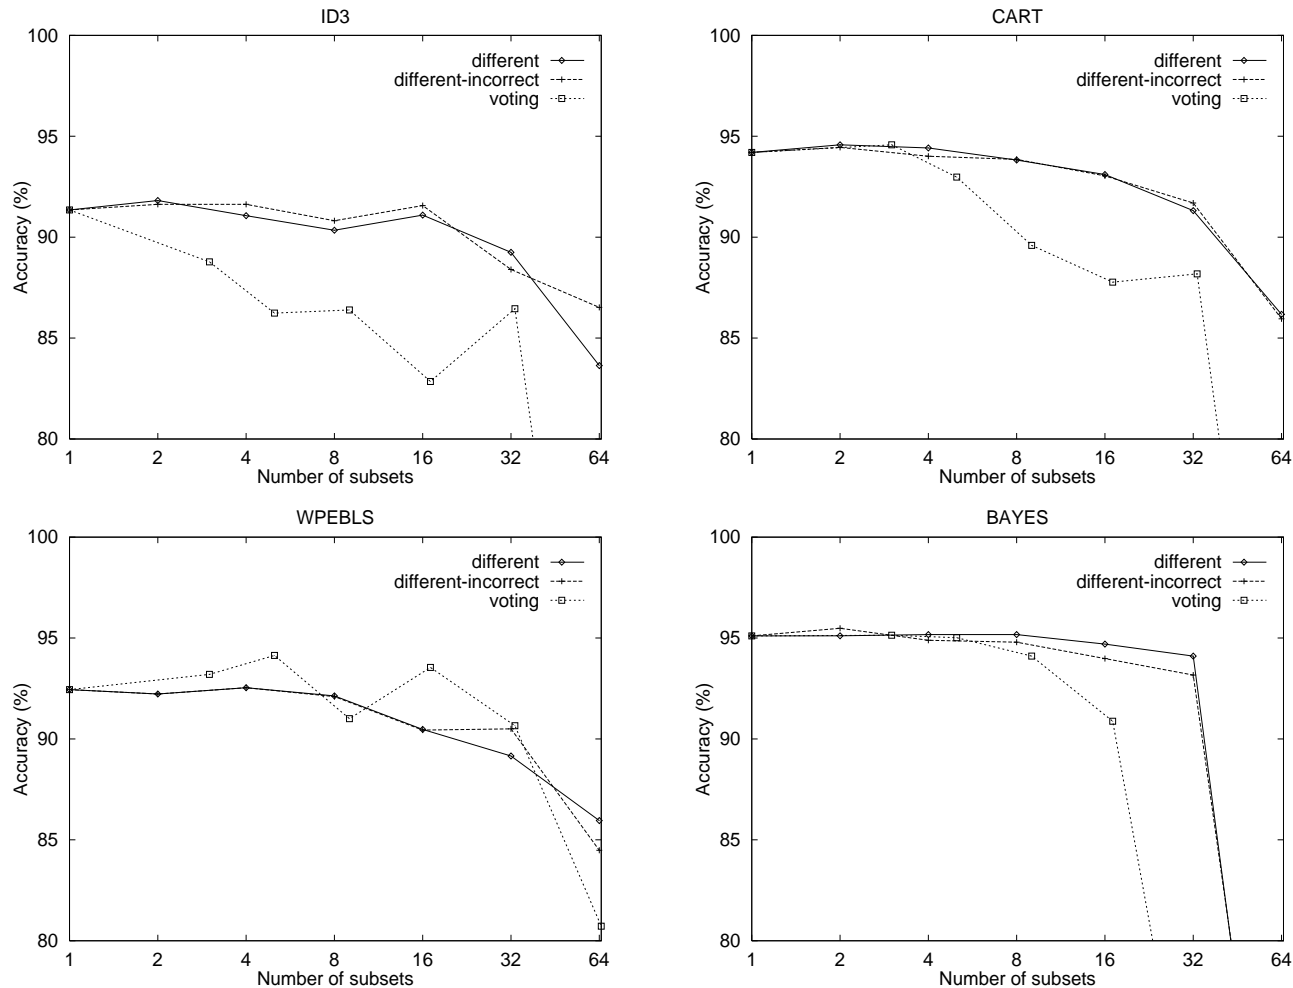 ID3
100
95
90
85
80
Accuracy (%)
different
different-incorrect
voting
1 2 4 8 16 32 64
Number of subsets
CART
100
95
90
85
80
Accuracy (%)
different
different-incorrect
voting
1 2 4 8 16 32 64
Number of subsets
WPEBLS
100
95
90
85
80
Accuracy (%)
different
different-incorrect
voting
1 2 4 8 16 32 64
Number of subsets
BAYES
100
95
90
85
80
Accuracy (%)
different
different-incorrect
voting
1 2 4 8 16 32 64
Number of subsets